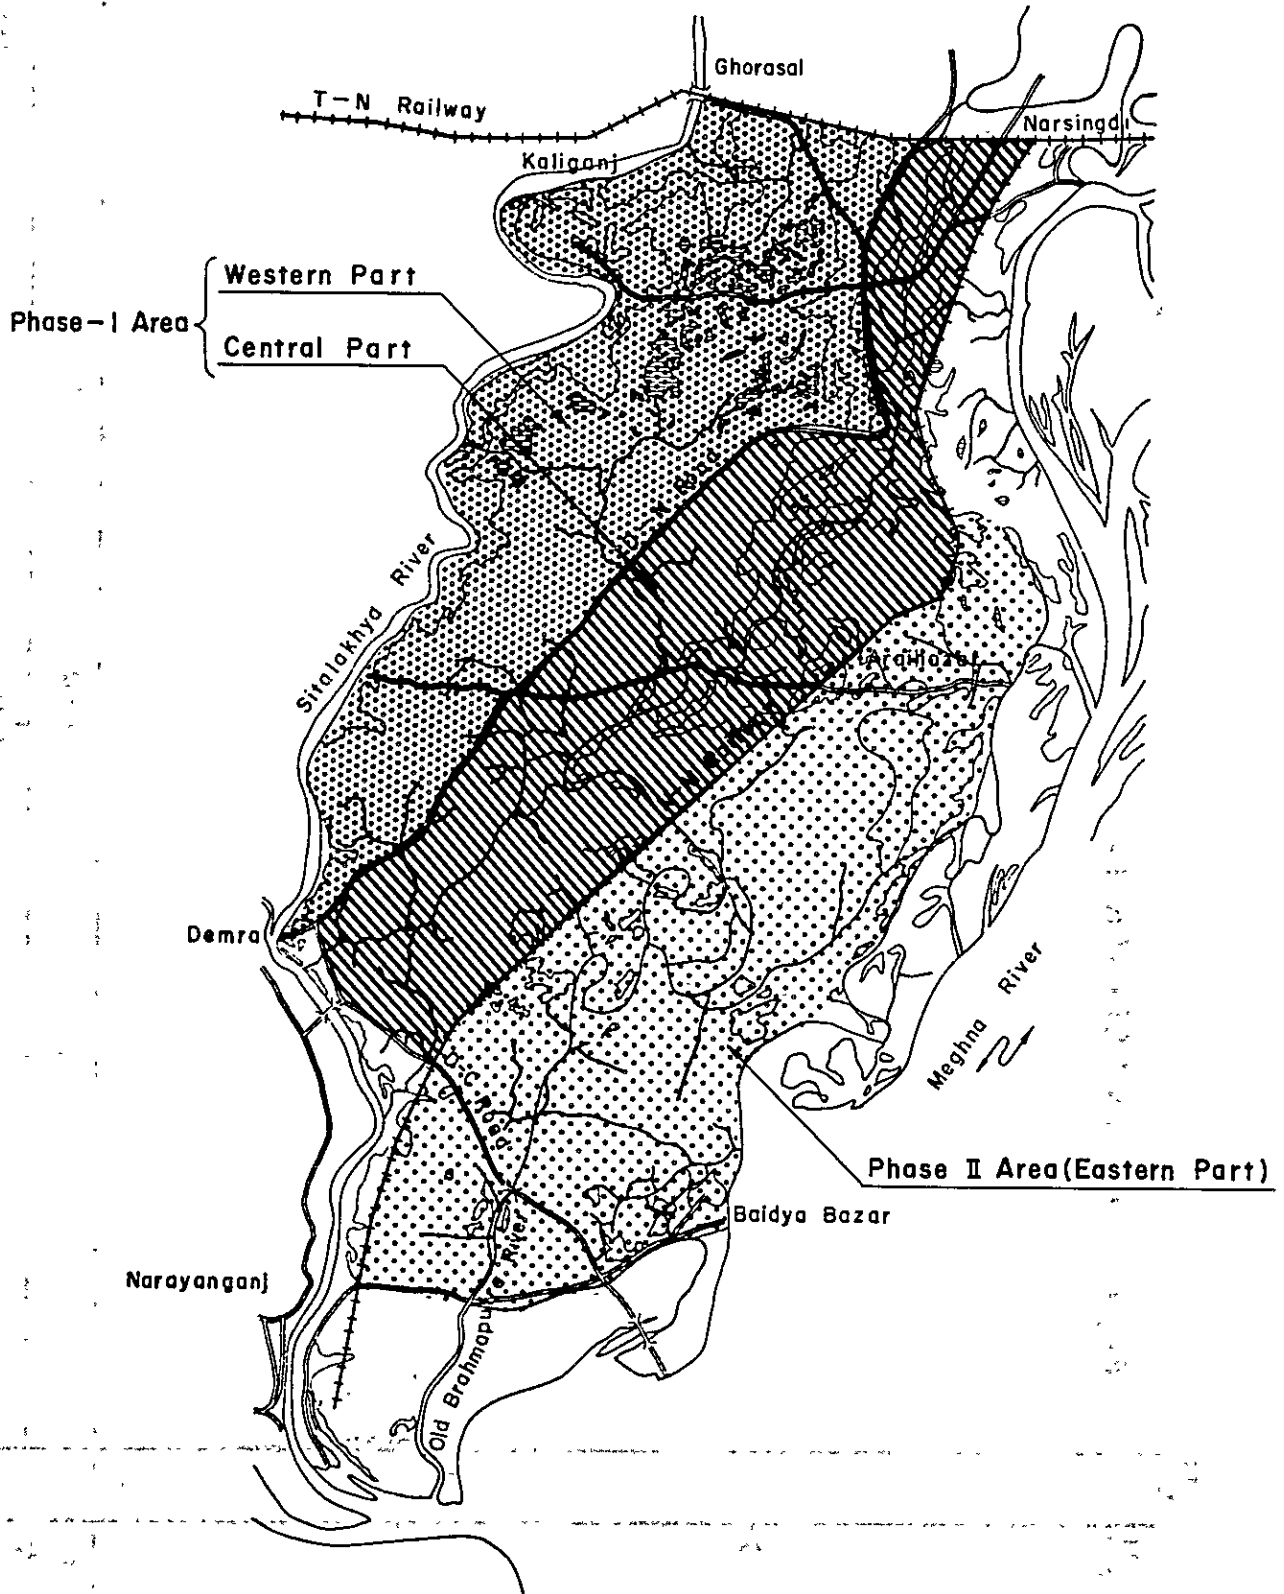 Ghorasal
T-N Railway
Narsingdi
Kaliganj
Western Part
Phase-I Area
Central Part
Sitalakhya River
Araihazar
N Railway
Demra
Meghna River
D.C Road
Phase II Area (Eastern Part)
Baidya Bazar
Narayanganj
Old Brahmaputra River